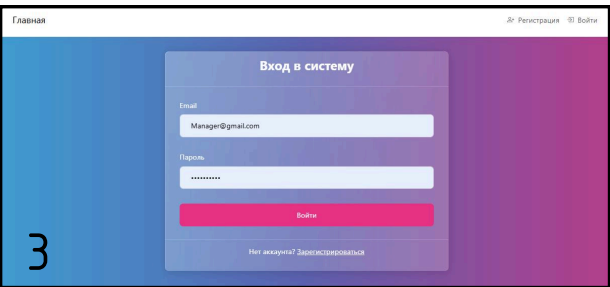 Главная Регистрация Войти
Вход в систему
Email
Manager@gmail.com
Пароль
••••••••••
Войти
Нет аккаунта? Зарегистрироваться
3